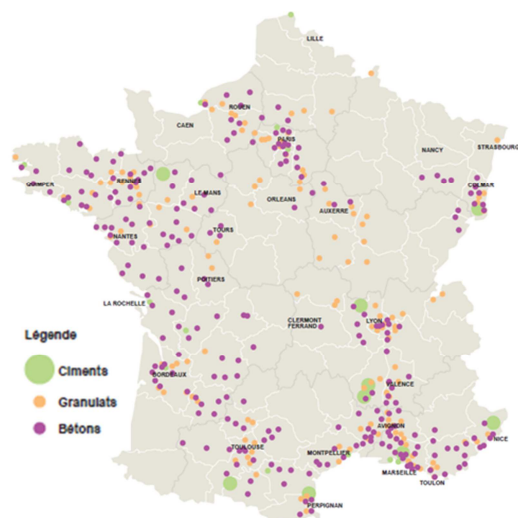 LILLE
ROUEN
CAEN
PARIS
NANCY
STRASBOURG
COLMAR
QUIMPER
RENNES
LE MANS
ORLEANS
AUXERRE
NANTES
TOURS
POITIERS
LA ROCHELLE
CLERMONT
FERRAND
LYON
Légende
Ciments
Granulats
Bétons
BORDEAUX
VALENCE
AVIGNON
TOULOUSE
MONTPELLIER
NICE
MARSEILLE
TOULON
PERPIGNAN